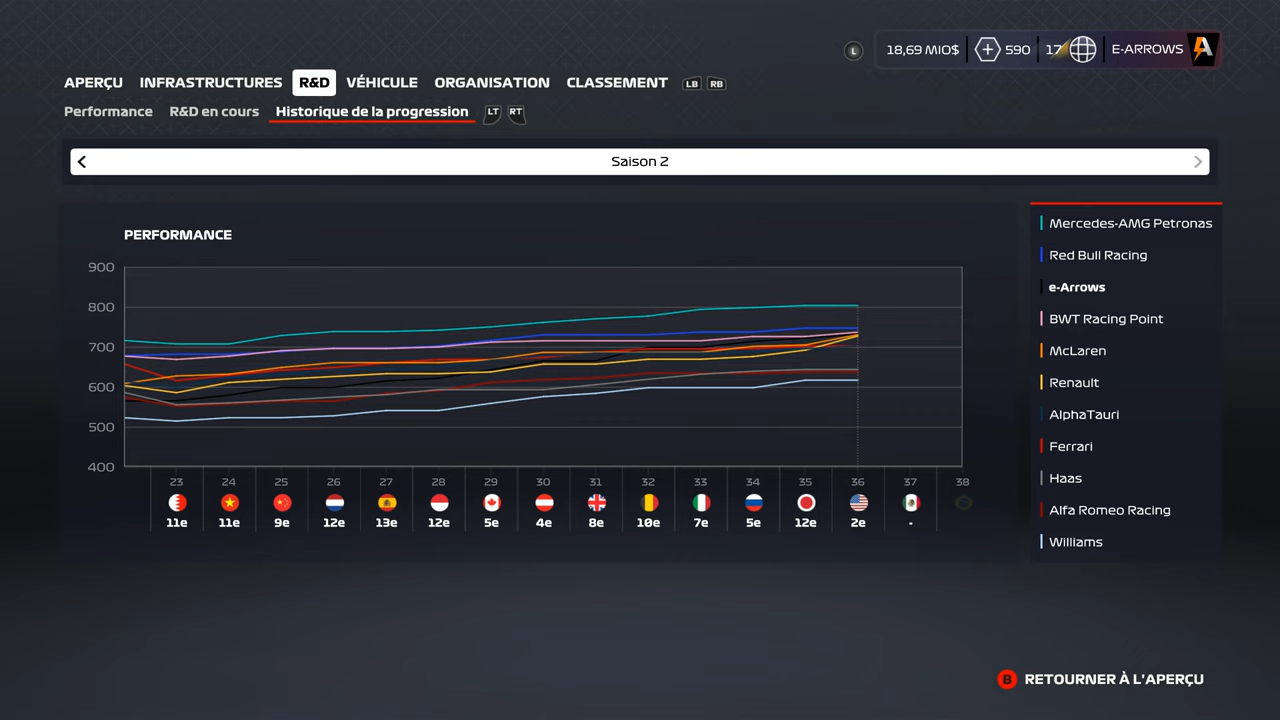 L 18,69 MIO$ 590 17 E-ARROWS
APERÇU INFRASTRUCTURES R&D VÉHICULE ORGANISATION CLASSEMENT LB RB
Performance R&D en cours Historique de la progression LT RT
Saison 2
PERFORMANCE
900
800
700
600
500
400
23 24 25 26 27 28 29 30 31 32 33 34 35 36 37 38
11e 11e 9e 12e 13e 12e 5e 4e 8e 10e 7e 5e 12e 2e -
Mercedes-AMG Petronas
Red Bull Racing
e-Arrows
BWT Racing Point
McLaren
Renault
AlphaTauri
Ferrari
Haas
Alfa Romeo Racing
Williams
B RETOURNER À L'APERÇU